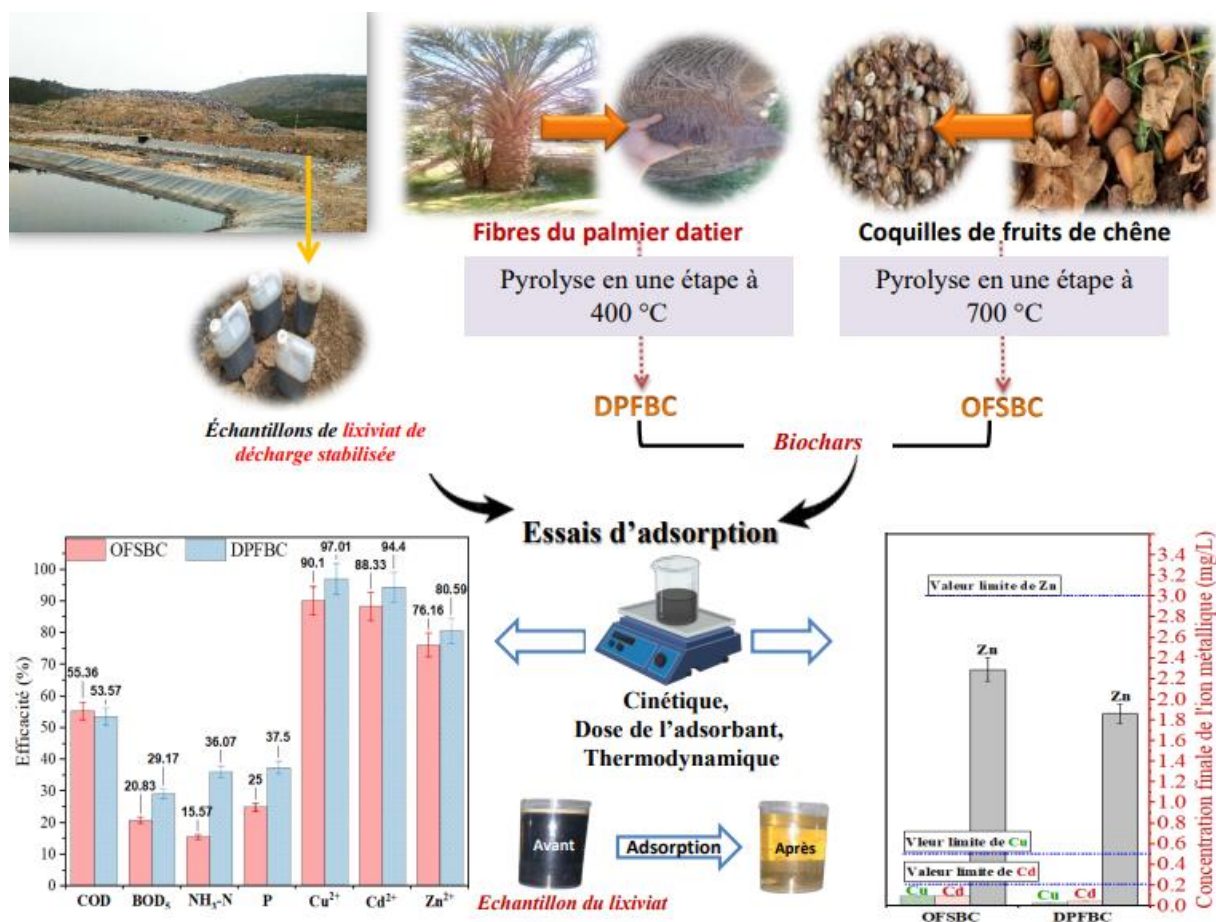 Fibres du palmier datier
Coquilles de fruits de chêne
Pyrolyse en une étape à
400 °C
Pyrolyse en une étape à
700 °C
DPFBC
OFSBC
Biochars
Échantillons de lixiviat de
décharge stabilisée
Essais d’adsorption
Cinétique,
Dose de l’adsorbant,
Thermodynamique
Avant
Adsorption
Après
Echantillon du lixiviat
OFSBC
DPFBC
Efficacité (%)
100
90
80
70
60
50
40
30
20
10
0
55.36
53.57
20.83
29.17
15.57
36.07
25
37.5
90.1
97.01
88.33
94.4
76.16
80.59
COD
BOD₅
NH₃-N
P
Cu²⁺
Cd²⁺
Zn²⁺
Valeur limite de Zn
Zn
Zn
Vleur limite de Cu
Valeur limite de Cd
Cu
Cd
Cu
Cd
OFSBC
DPFBC
3.4
3.2
3.0
2.8
2.6
2.4
2.2
2.0
1.8
1.6
1.4
1.2
1.0
0.8
0.6
0.4
0.2
0.0
Concentration finale de l'ion métallique (mg/L)